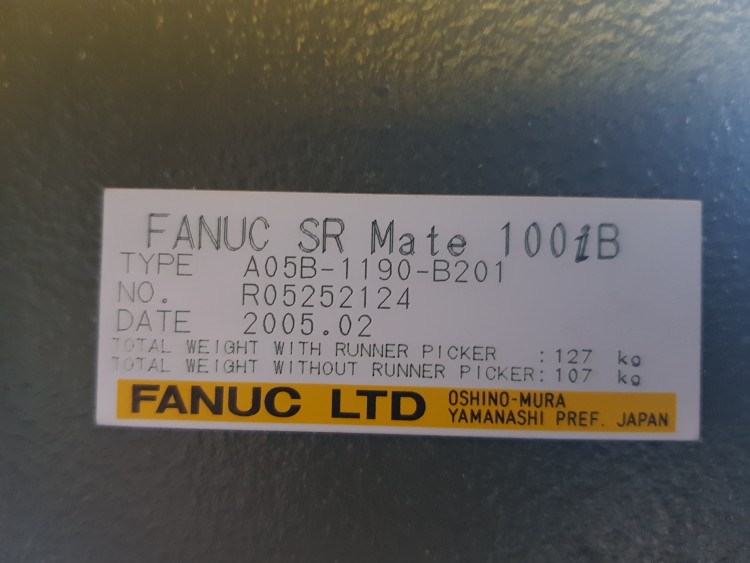 FANUC SR Mate 100iB
TYPE A05B-1190-B201
NO. R05252124
DATE 2005.02
TOTAL WEIGHT WITH RUNNER PICKER :127 kg
TOTAL WEIGHT WITHOUT RUNNER PICKER:107 kg
FANUC LTD
OSHINO-MURA
YAMANASHI PREF. JAPAN